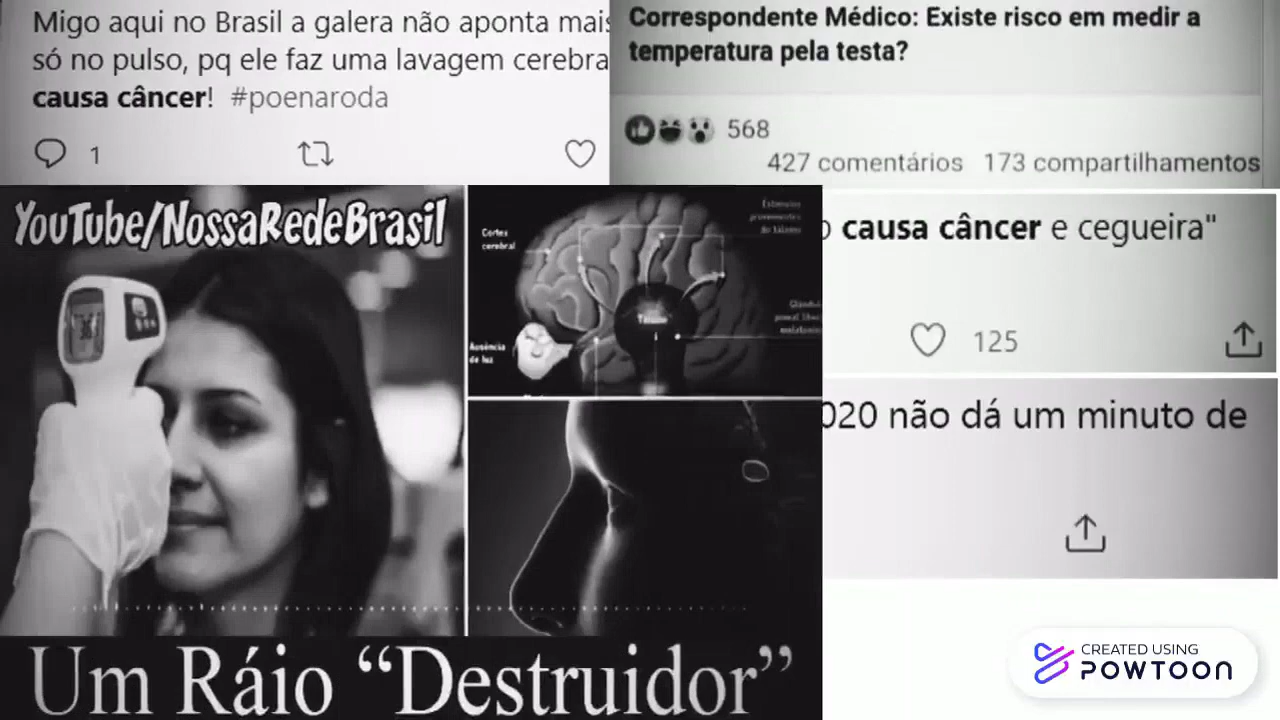 Migo aqui no Brasil a galera não aponta mais
só no pulso, pq ele faz uma lavagem cerebra
causa câncer! #poenaroda
1
Correspondente Médico: Existe risco em medir a
temperatura pela testa?
568
427 comentários 173 compartilhamentos
YouTube/NossaRedeBrasil
Cortex
cerebral
Ausência
de luz
causa câncer e cegueira"
125
020 não dá um minuto de
Um Ráio “Destruidor”
CREATED USING
POWTOON